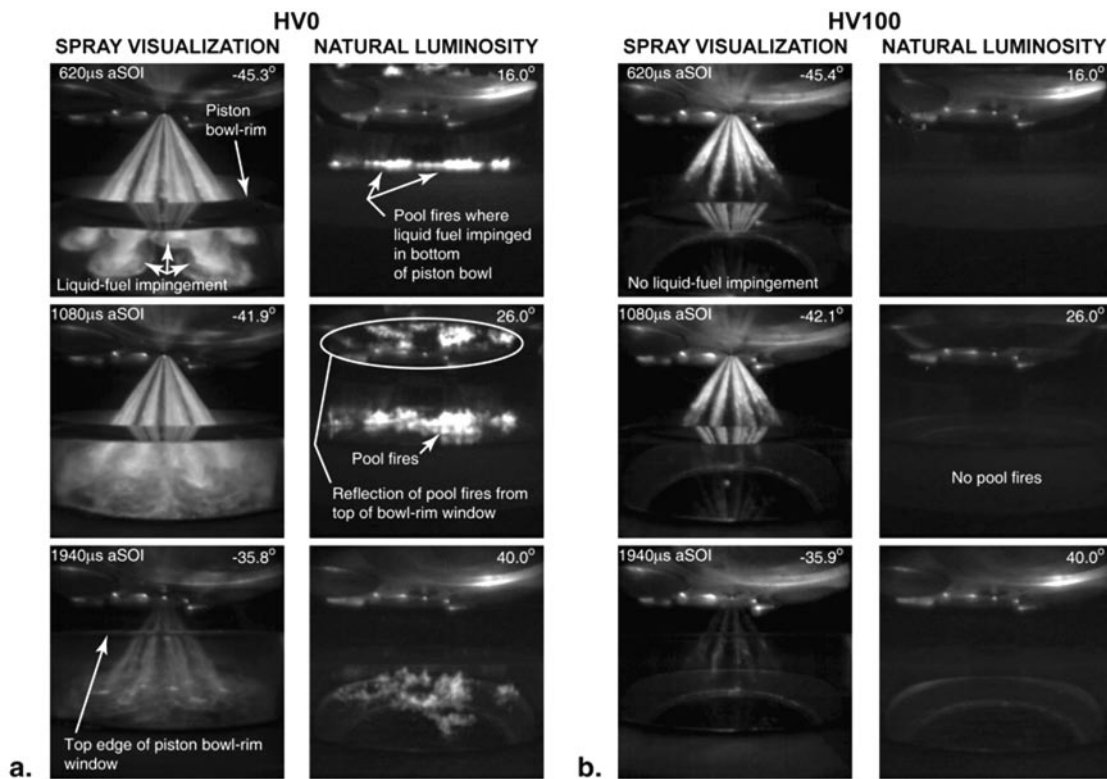 HV0
SPRAY VISUALIZATION
NATURAL LUMINOSITY
620µs aSOI
-45.3°
Piston
bowl-rim
Liquid-fuel impingement
16.0°
Pool fires where
liquid fuel impinged
in bottom
of piston bowl
1080µs aSOI
-41.9°
26.0°
Pool fires
Reflection of pool fires from
top of bowl-rim window
1940µs aSOI
-35.8°
Top edge of piston bowl-rim
window
40.0°
a.
HV100
SPRAY VISUALIZATION
NATURAL LUMINOSITY
620µs aSOI
-45.4°
No liquid-fuel impingement
16.0°
1080µs aSOI
-42.1°
26.0°
No pool fires
1940µs aSOI
-35.9°
40.0°
b.